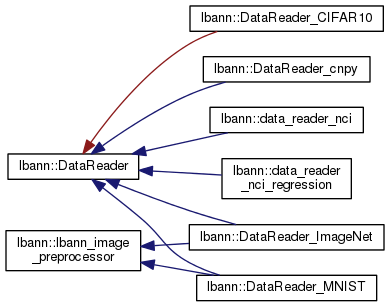 lbann::DataReader_CIFAR10
lbann::DataReader_cnpy
lbann::data_reader_nci
lbann::DataReader
lbann::data_reader
_nci_regression
lbann::DataReader_ImageNet
lbann::lbann_image
_preprocessor
lbann::DataReader_MNIST